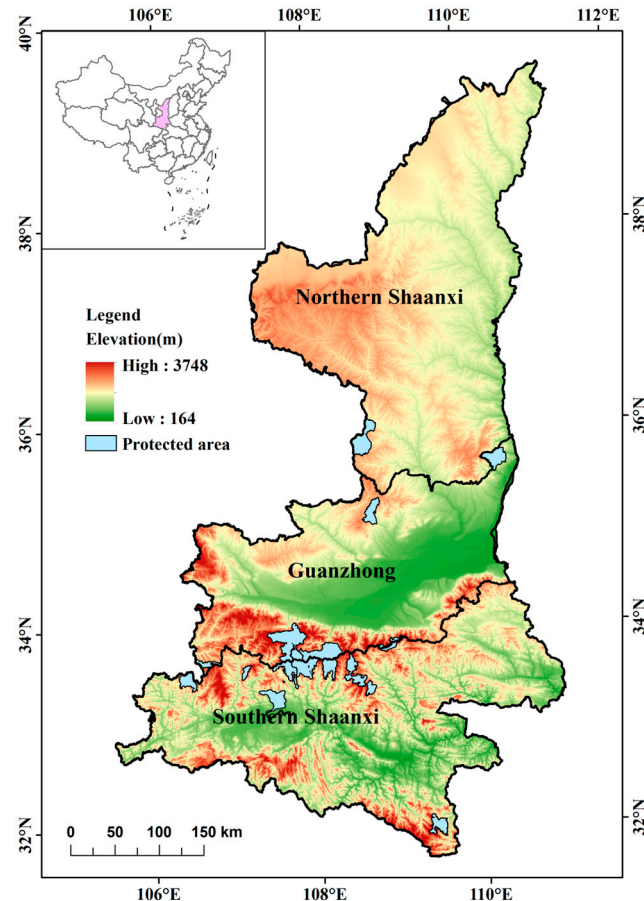 106°E 108°E 110°E 112°E
40°N
38°N 38°N
Northern Shaanxi
Legend
Elevation(m)
High : 3748
Low : 164
Protected area
36°N 36°N
Guanzhong
34°N 34°N
Southern Shaanxi
32°N 32°N
0 50 100 150 km
106°E 108°E 110°E